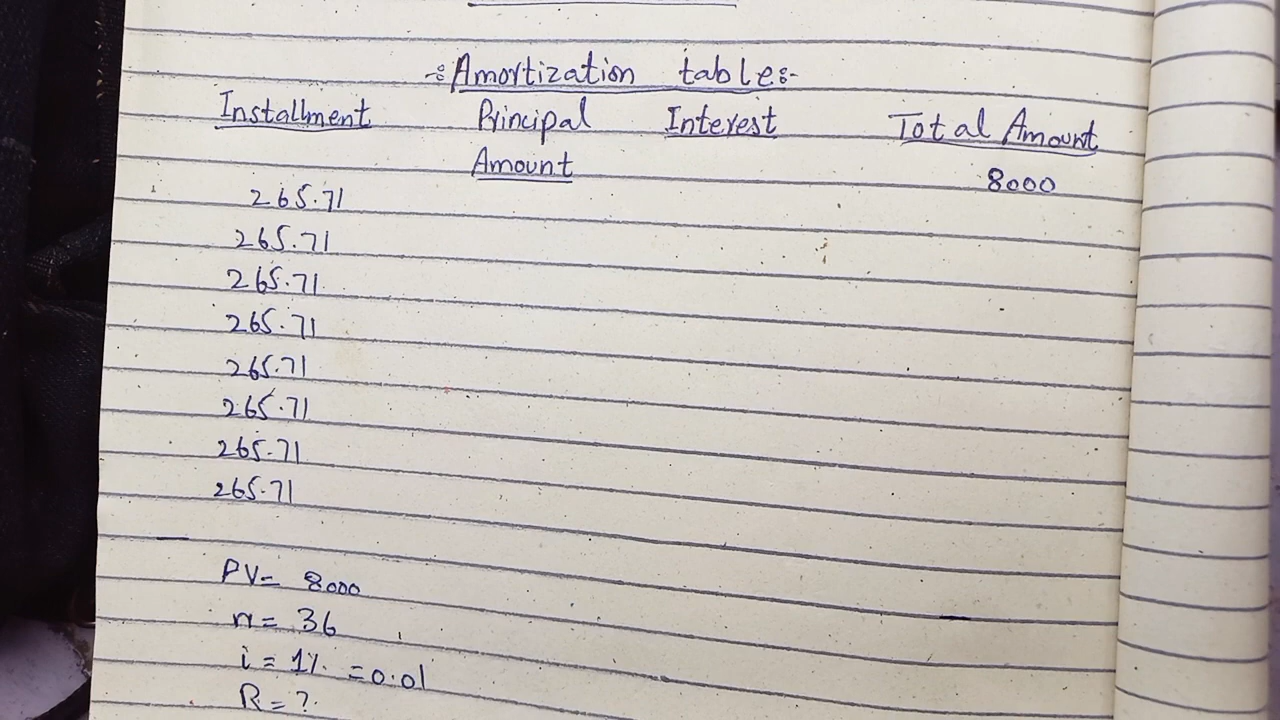 -:Amortization tables:-
Installment Principal Interest Total Amount
Amount 8000
265.71
265.71
265.71
265.71
265.71
265.71
265.71
265.71
PV= 8000
n= 36
i = 1% = 0.01
R = ?